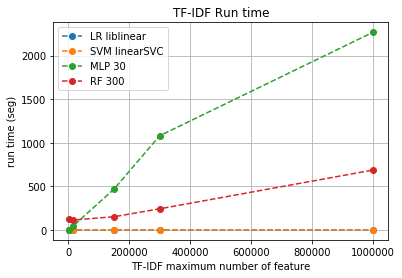 TF-IDF Run time
LR liblinear
SVM linearSVC
MLP 30
RF 300
run time (seg)
2000
1500
1000
500
0
0 200000 400000 600000 800000 1000000
TF-IDF maximum number of feature